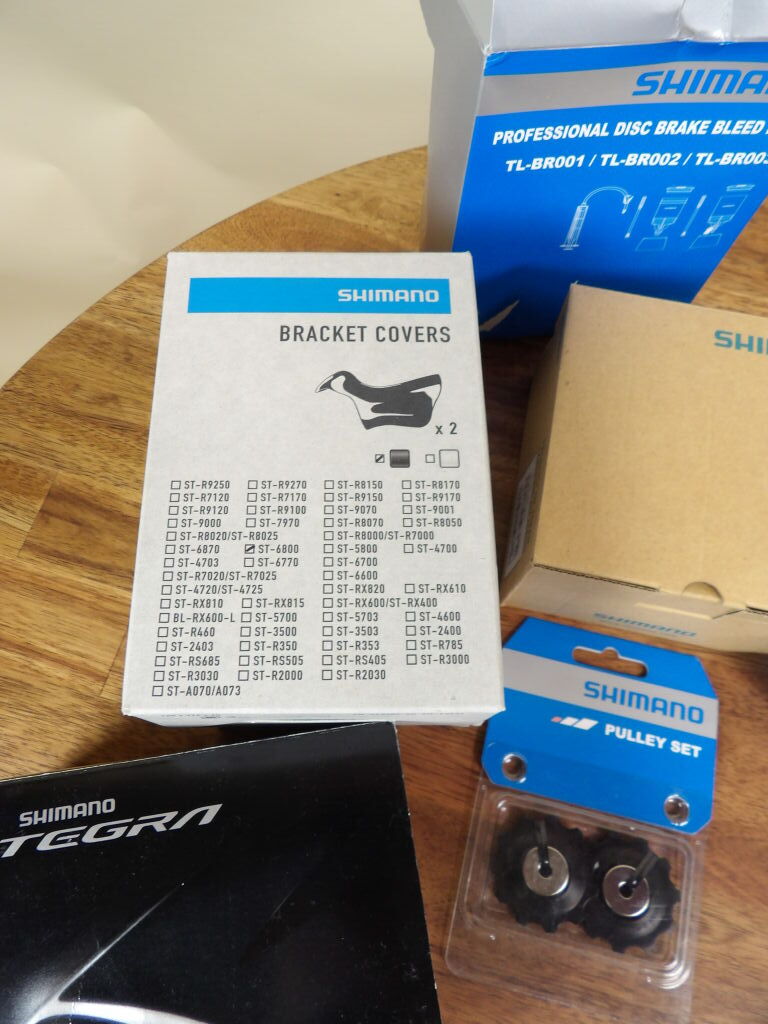 SHIMA
PROFESSIONAL DISC BRAKE BLEED
TL-BR001 / TL-BR002 / TL-BR003
SHIMANO
BRACKET COVERS
x 2
ST-R9250 ST-R9270 ST-R8150 ST-R8170
ST-R7120 ST-R7170 ST-R9150 ST-R9170
ST-R9120 ST-R9100 ST-9070 ST-9001
ST-9000 ST-7970 ST-R8070 ST-R8050
ST-R8020/ST-R8025 ST-R8000/ST-R7000
ST-6870 ST-6800 ST-5800 ST-4700
ST-4703 ST-6770 ST-6700
ST-R7020/ST-R7025 ST-6600
ST-4720/ST-4725 ST-RX820 ST-RX610
ST-RX810 ST-RX815 ST-RX600/ST-RX400
BL-RX600-L ST-5700 ST-5703 ST-4600
ST-R460 ST-3500 ST-3503 ST-2400
ST-2403 ST-R350 ST-R353 ST-R785
ST-RS685 ST-RS505 ST-RS405 ST-R3000
ST-R3030 ST-R2000 ST-R2030
ST-A070/A073
SHI
SHIMANO
SHIMANO
PULLEY SET
SHIMANO
TEGRA